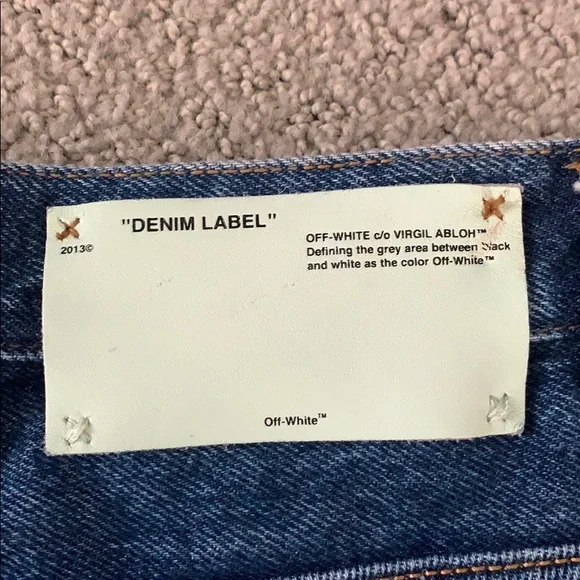 "DENIM LABEL"
2013©
OFF-WHITE c/o VIRGIL ABLOH™
Defining the grey area between black
and white as the color Off-White™
Off-White™